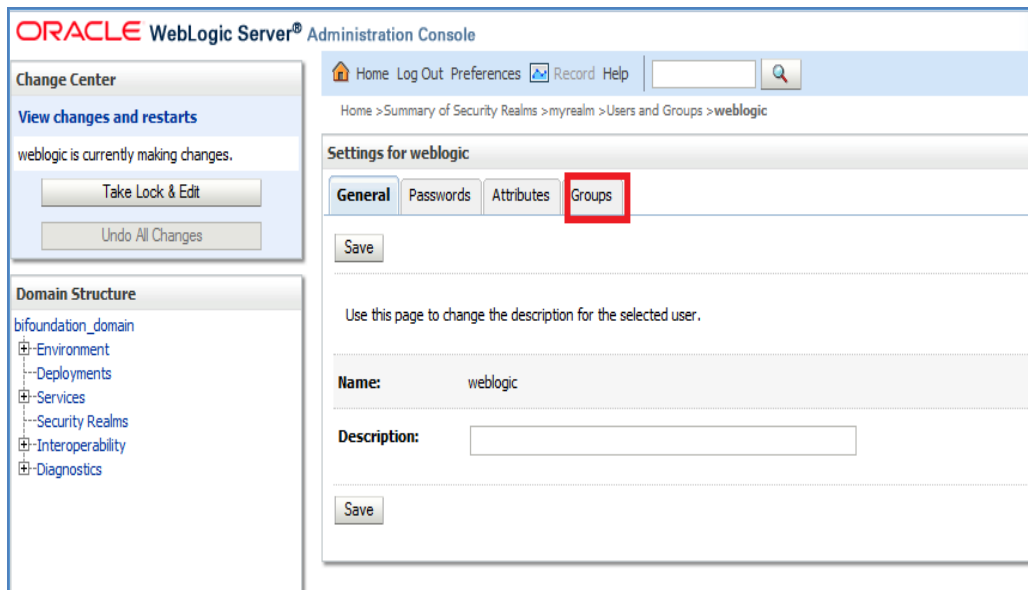 ORACLE WebLogic Server® Administration Console
Change Center
View changes and restarts
weblogic is currently making changes.
Take Lock & Edit
Undo All Changes
Domain Structure
bifoundation_domain
Environment
Deployments
Services
Security Realms
Interoperability
Diagnostics
Home Log Out Preferences Record Help
Home >Summary of Security Realms >myrealm >Users and Groups >weblogic
Settings for weblogic
General Passwords Attributes Groups
Save
Use this page to change the description for the selected user.
Name: weblogic
Description:
Save